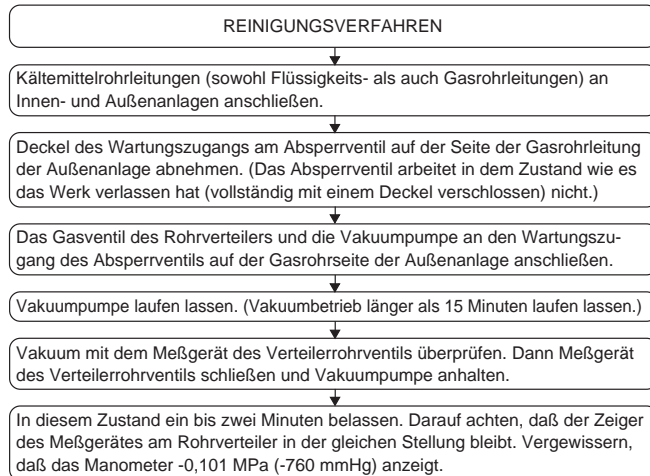 REINIGUNGSVERFAHREN
Kältemittelrohrleitungen (sowohl Flüssigkeits- als auch Gasrohrleitungen) an
Innen- und Außenanlagen anschließen.
Deckel des Wartungszugangs am Absperrventil auf der Seite der Gasrohrleitung
der Außenanlage abnehmen. (Das Absperrventil arbeitet in dem Zustand wie es
das Werk verlassen hat (vollständig mit einem Deckel verschlossen) nicht.)
Das Gasventil des Rohrverteilers und die Vakuumpumpe an den Wartungszu-
gang des Absperrventils auf der Gasrohrseite der Außenanlage anschließen.
Vakuumpumpe laufen lassen. (Vakuumbetrieb länger als 15 Minuten laufen lassen.)
Vakuum mit dem Meßgerät des Verteilerrohrventils überprüfen. Dann Meßgerät
des Verteilerrohrventils schließen und Vakuumpumpe anhalten.
In diesem Zustand ein bis zwei Minuten belassen. Darauf achten, daß der Zeiger
des Meßgerätes am Rohrverteiler in der gleichen Stellung bleibt. Vergewissern,
daß das Manometer -0,101 MPa (-760 mmHg) anzeigt.